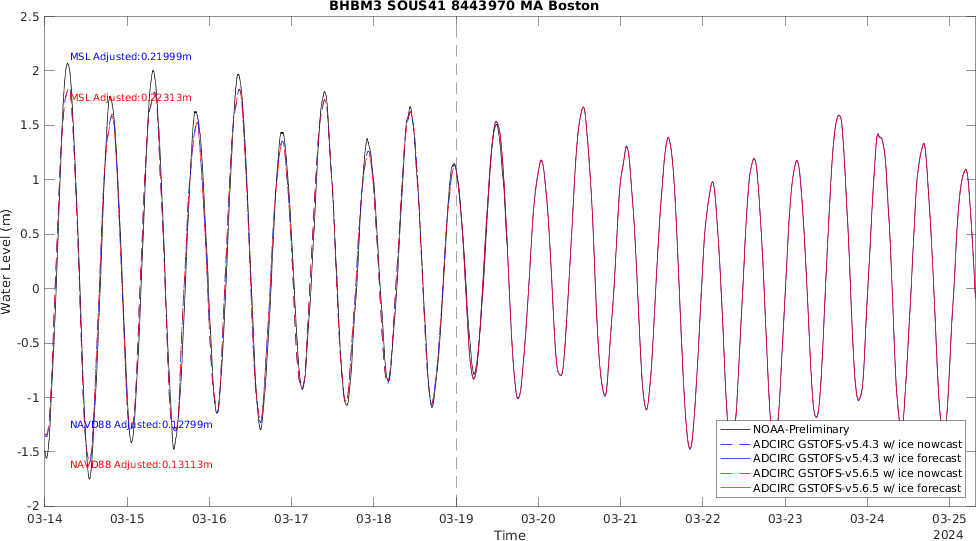 BHBM3 SOUS41 8443970 MA Boston
2.5
2
1.5
1
0.5
0
-0.5
-1
-1.5
-2
Water Level (m)
MSL Adjusted:0.21999m
MSL Adjusted:0.22313m
NAVD88 Adjusted:0.12799m
NAVD88 Adjusted:0.13113m
NOAA-Preliminary
ADCIRC GSTOFS-v5.4.3 w/ ice nowcast
ADCIRC GSTOFS-v5.4.3 w/ ice forecast
ADCIRC GSTOFS-v5.6.5 w/ ice nowcast
ADCIRC GSTOFS-v5.6.5 w/ ice forecast
03-14 03-15 03-16 03-17 03-18 03-19 03-20 03-21 03-22 03-23 03-24 03-25
2024
Time